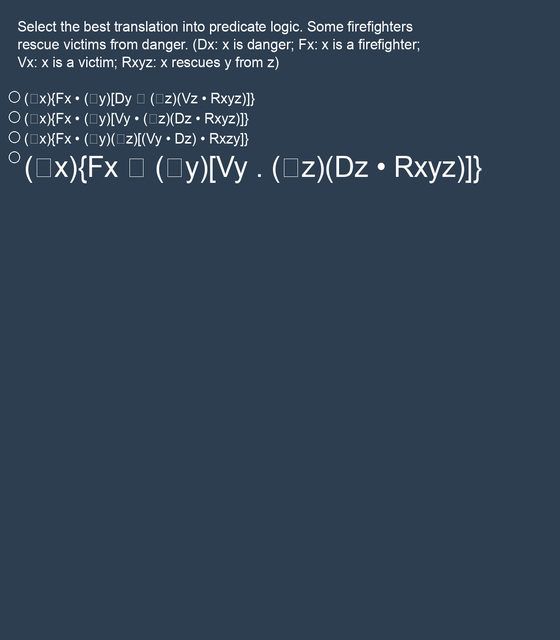 Select the best translation into predicate logic. Some firefighters
rescue victims from danger. (Dx: x is danger; Fx: x is a firefighter;
Vx: x is a victim; Rxyz: x rescues y from z)
(□x){Fx • (□y)[Dy □ (□z)(Vz • Rxyz)]}
(□x){Fx • (□y)[Vy • (□z)(Dz • Rxyz)]}
(□x){Fx • (□y)(□z)[(Vy • Dz) • Rxzy]}
(□x){Fx □ (□y)[Vy . (□z)(Dz • Rxyz)]}